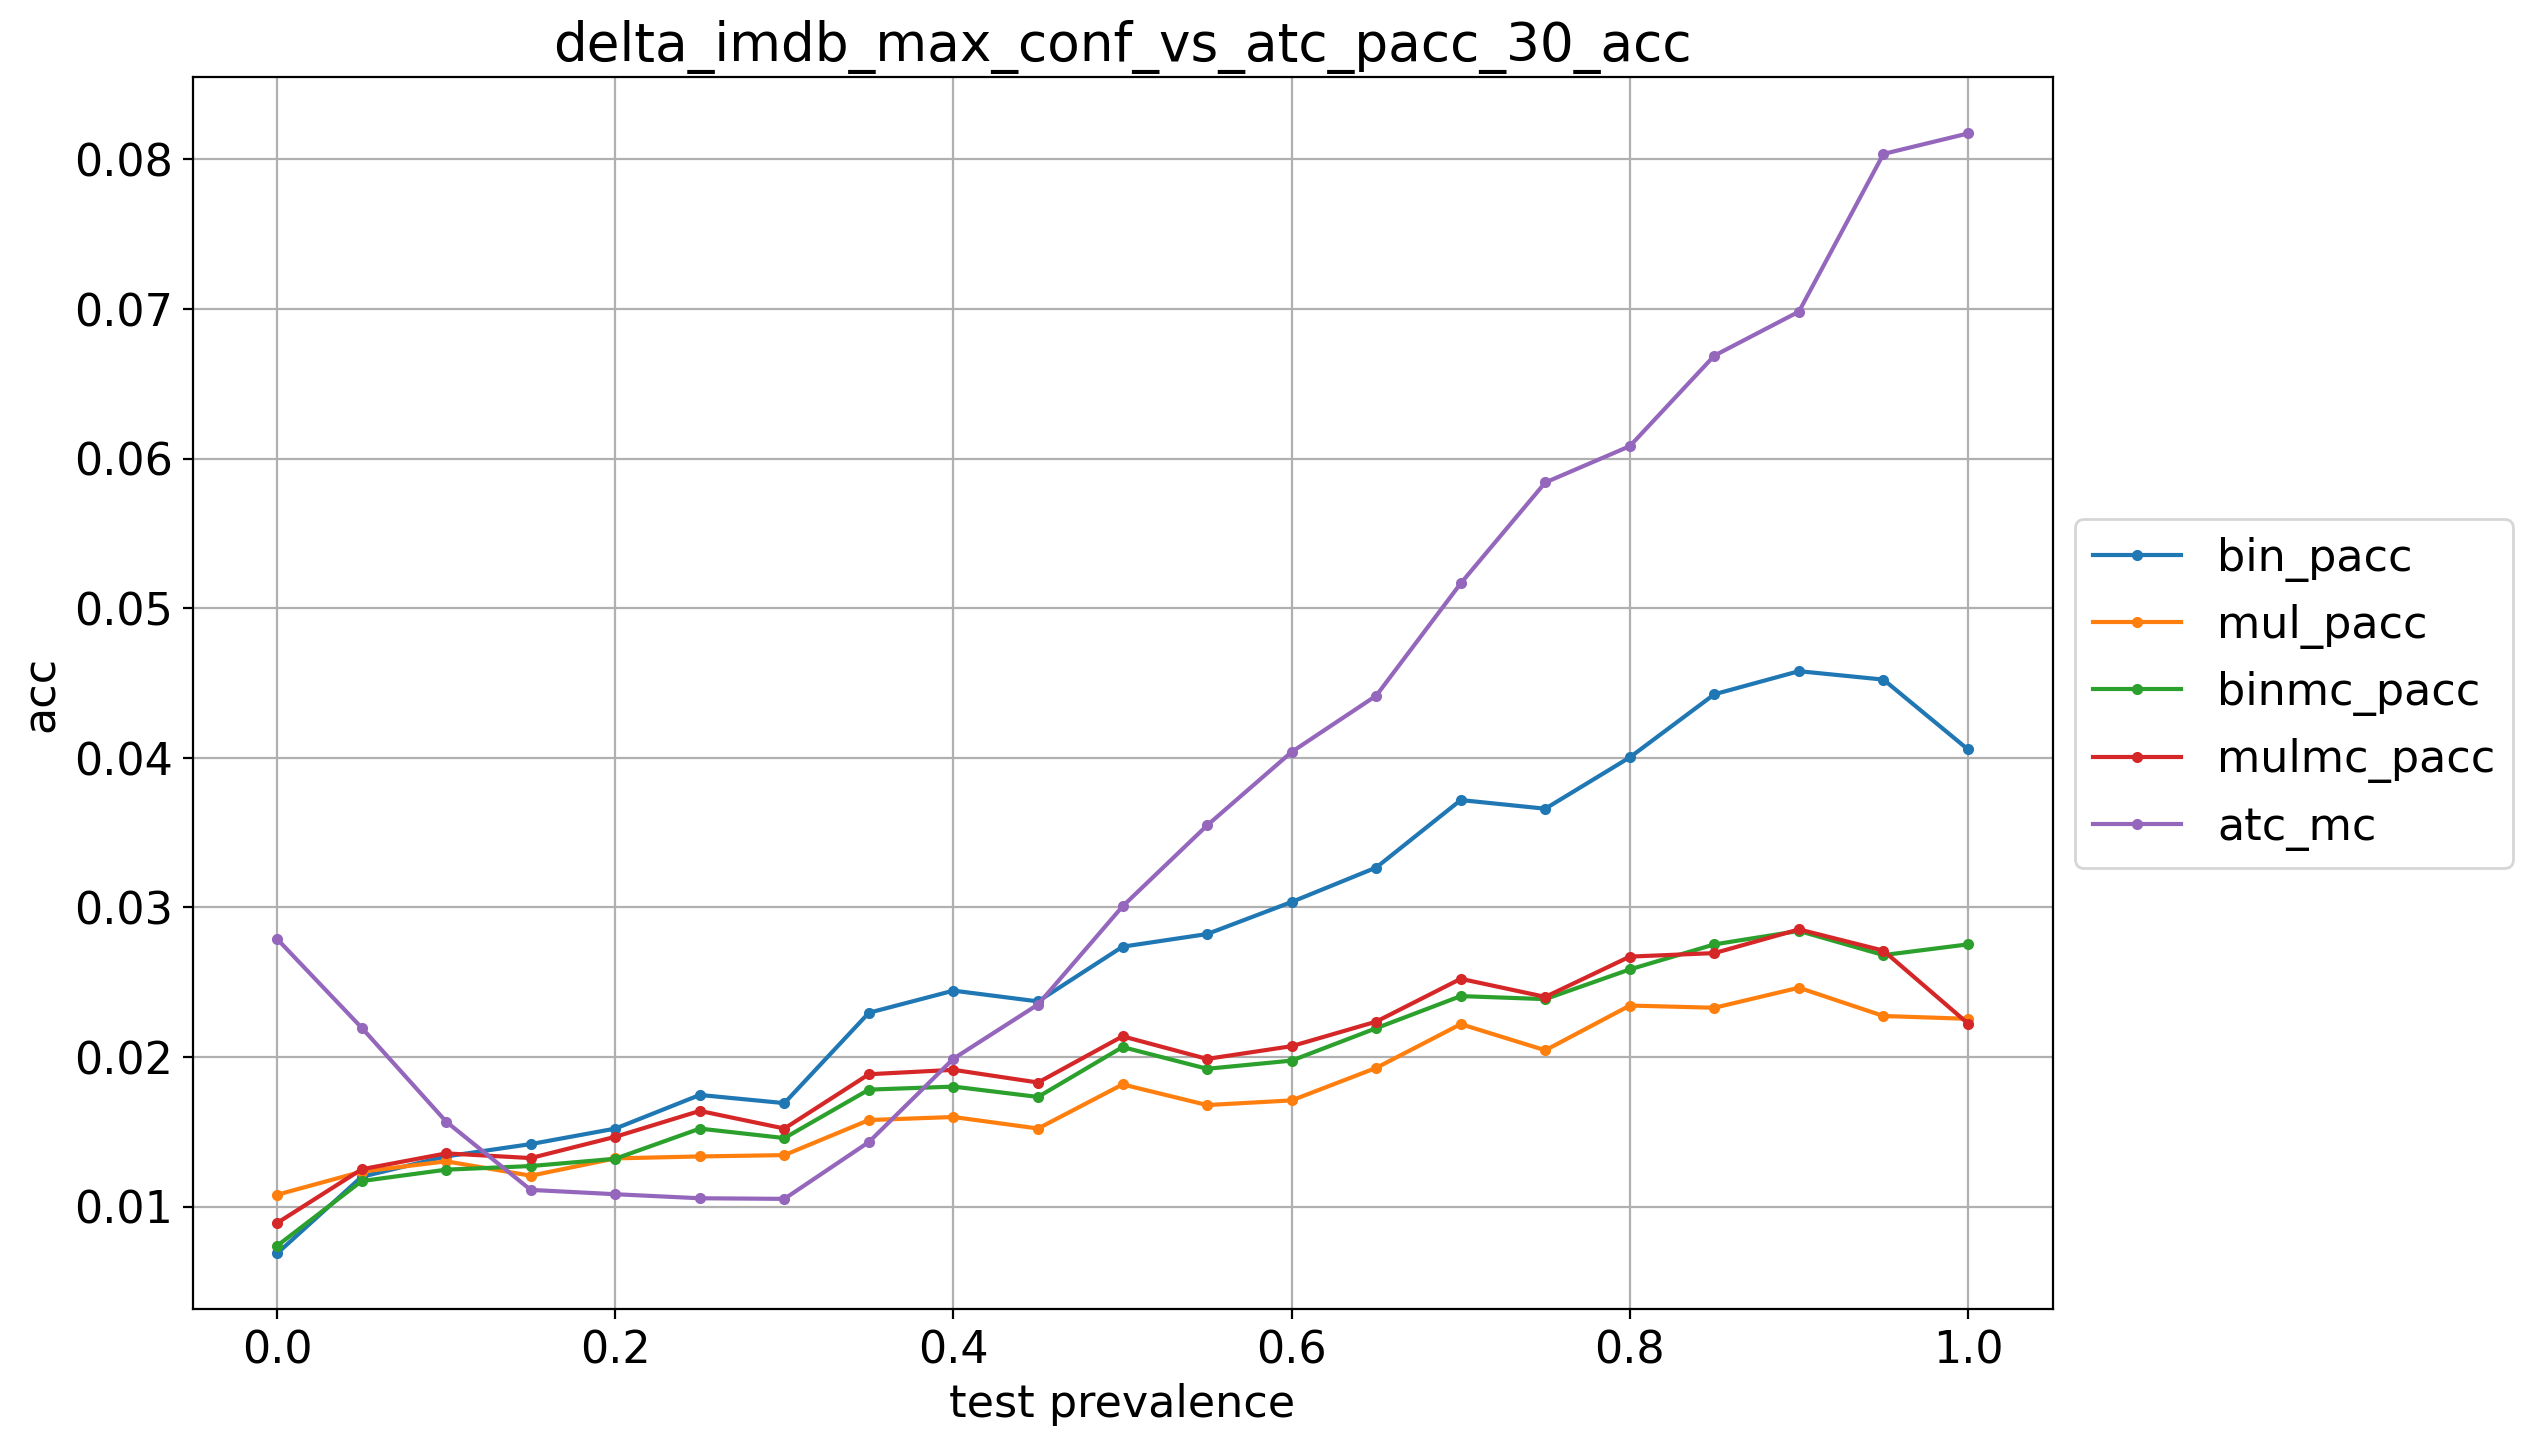 delta_imdb_max_conf_vs_atc_pacc_30_acc
0.08
0.07
0.06
0.05
0.04
0.03
0.02
0.01
acc
0.0 0.2 0.4 0.6 0.8 1.0
test prevalence
bin_pacc
mul_pacc
binmc_pacc
mulmc_pacc
atc_mc